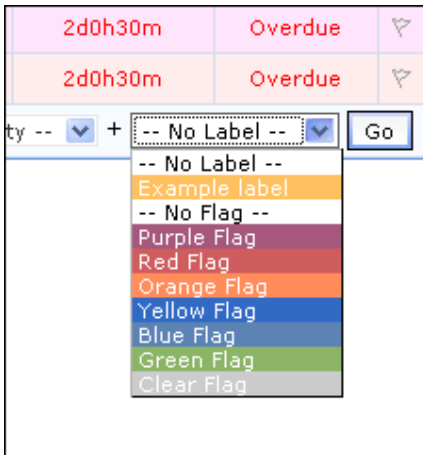 2d0h30m Overdue
2d0h30m Overdue
ty -- + -- No Label -- Go
-- No Label --
Example label
-- No Flag --
Purple Flag
Red Flag
Orange Flag
Yellow Flag
Blue Flag
Green Flag
Clear Flag